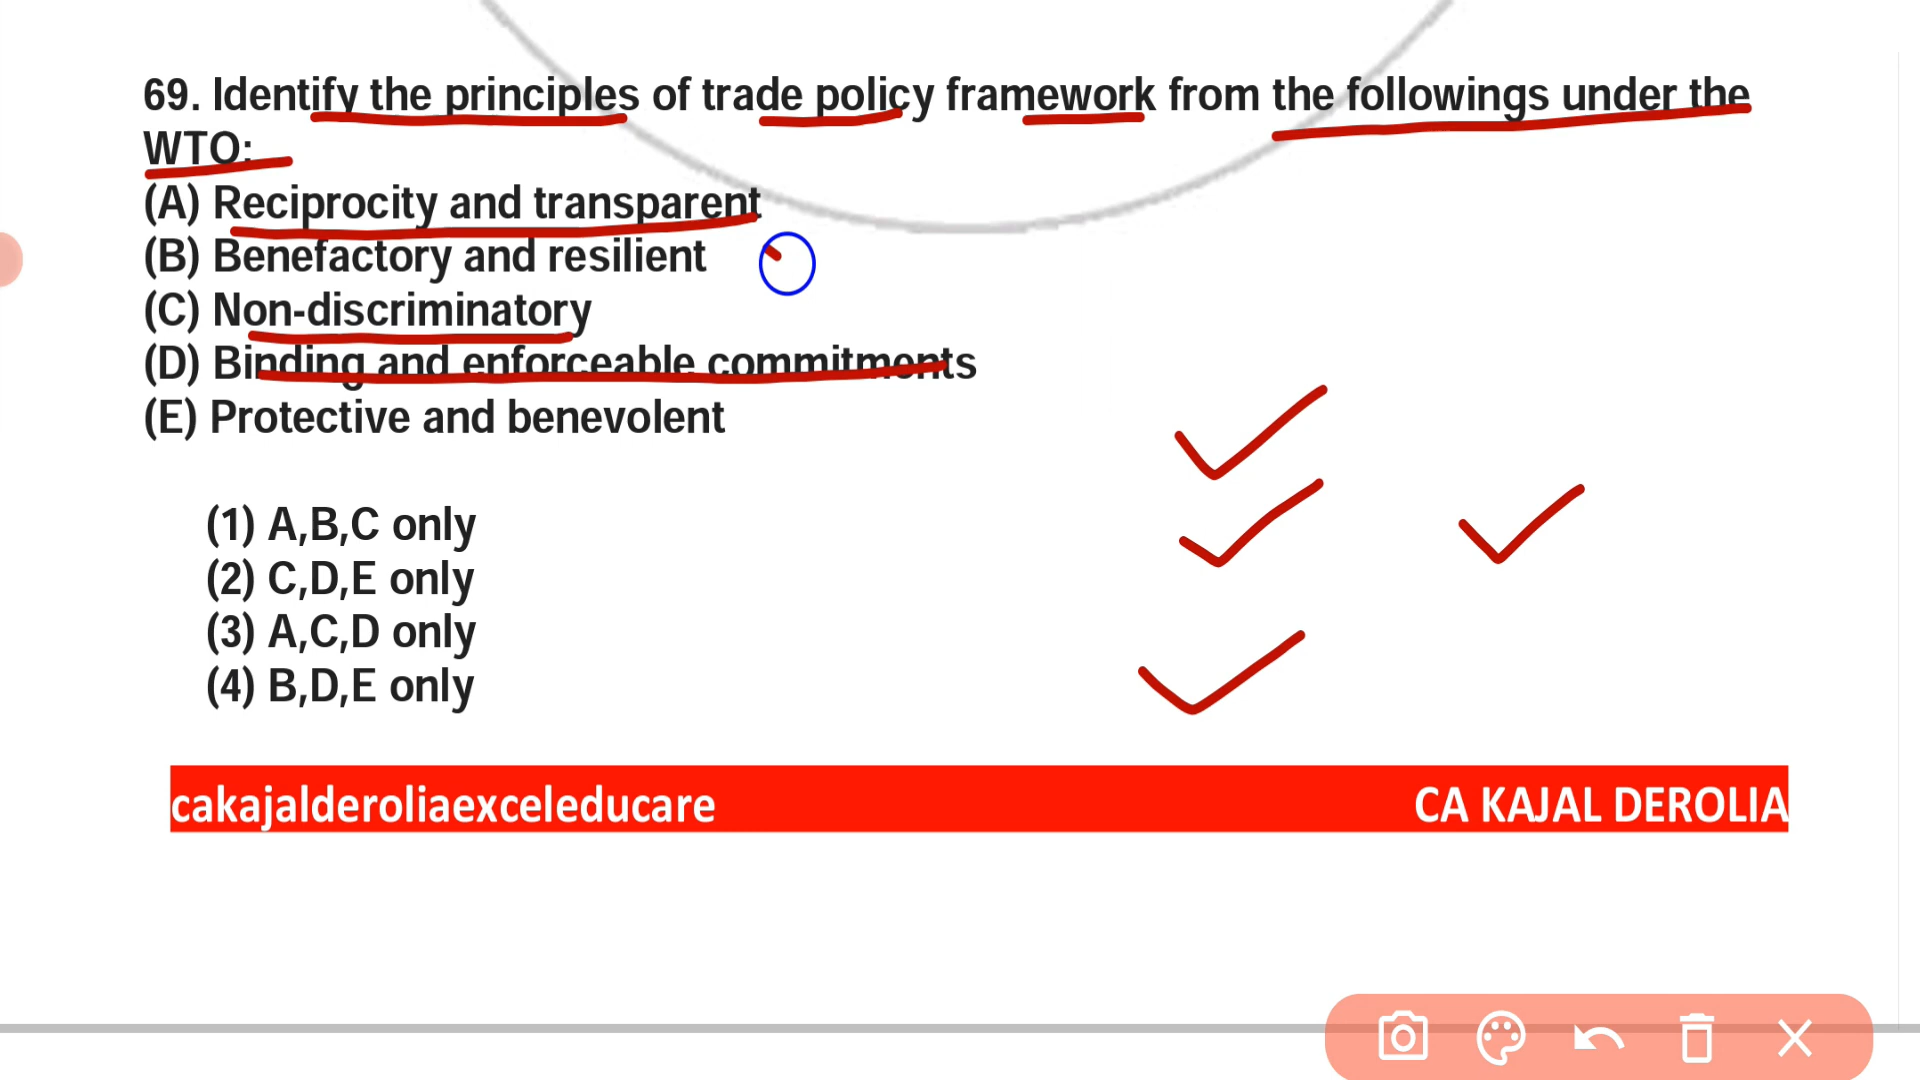 69. Identify the principles of trade policy framework from the followings under the
WTO:
(A) Reciprocity and transparent
(B) Benefactory and resilient
(C) Non-discriminatory
(D) Binding and enforceable commitments
(E) Protective and benevolent
(1) A,B,C only
(2) C,D,E only
(3) A,C,D only
(4) B,D,E only
cakajalderoliaexceleducare CA KAJAL DEROLIA